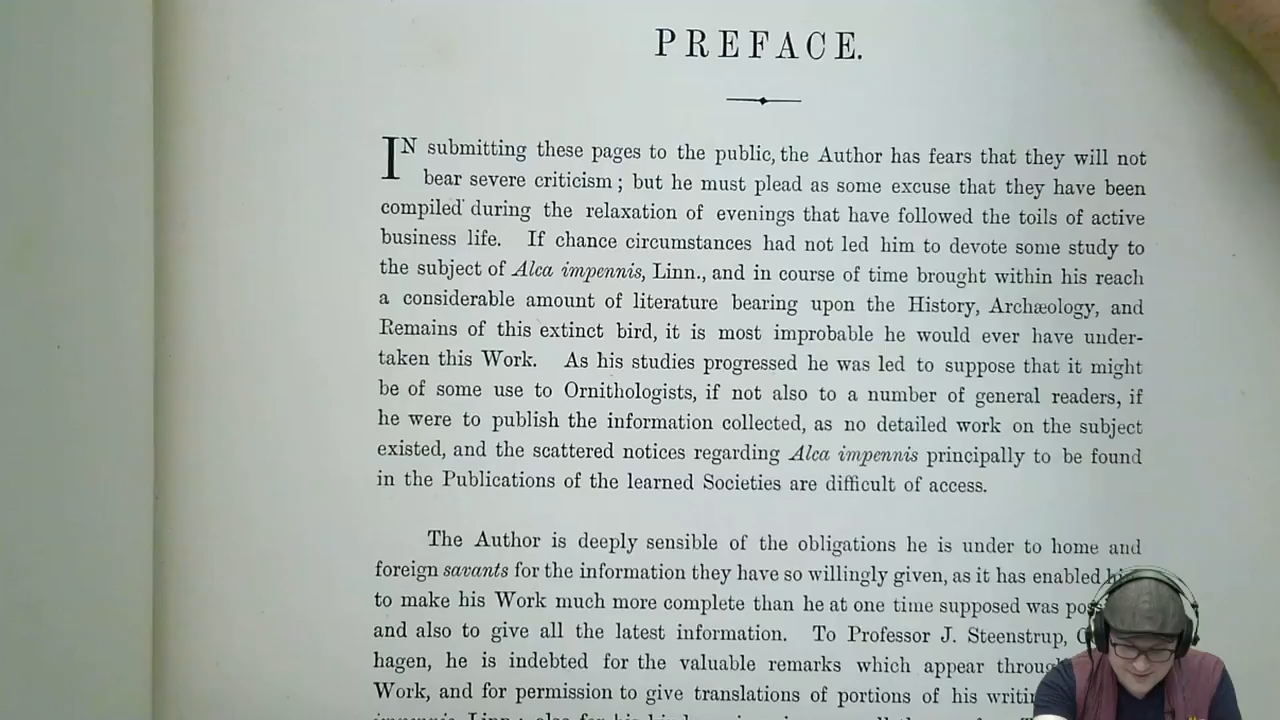 PREFACE.
IN submitting these pages to the public, the Author has fears that they will not
bear severe criticism; but he must plead as some excuse that they have been
compiled during the relaxation of evenings that have followed the toils of active
business life. If chance circumstances had not led him to devote some study to
the subject of Alca impennis, Linn., and in course of time brought within his reach
a considerable amount of literature bearing upon the History, Archæology, and
Remains of this extinct bird, it is most improbable he would ever have under-
taken this Work. As his studies progressed he was led to suppose that it might
be of some use to Ornithologists, if not also to a number of general readers, if
he were to publish the information collected, as no detailed work on the subject
existed, and the scattered notices regarding Alca impennis principally to be found
in the Publications of the learned Societies are difficult of access.
The Author is deeply sensible of the obligations he is under to home and
foreign savants for the information they have so willingly given, as it has enabled
to make his Work much more complete than he at one time supposed was
and also to give all the latest information. To Professor J. Steenstrup,
hagen, he is indebted for the valuable remarks which appear
Work, and for permission to give translations of portions of his